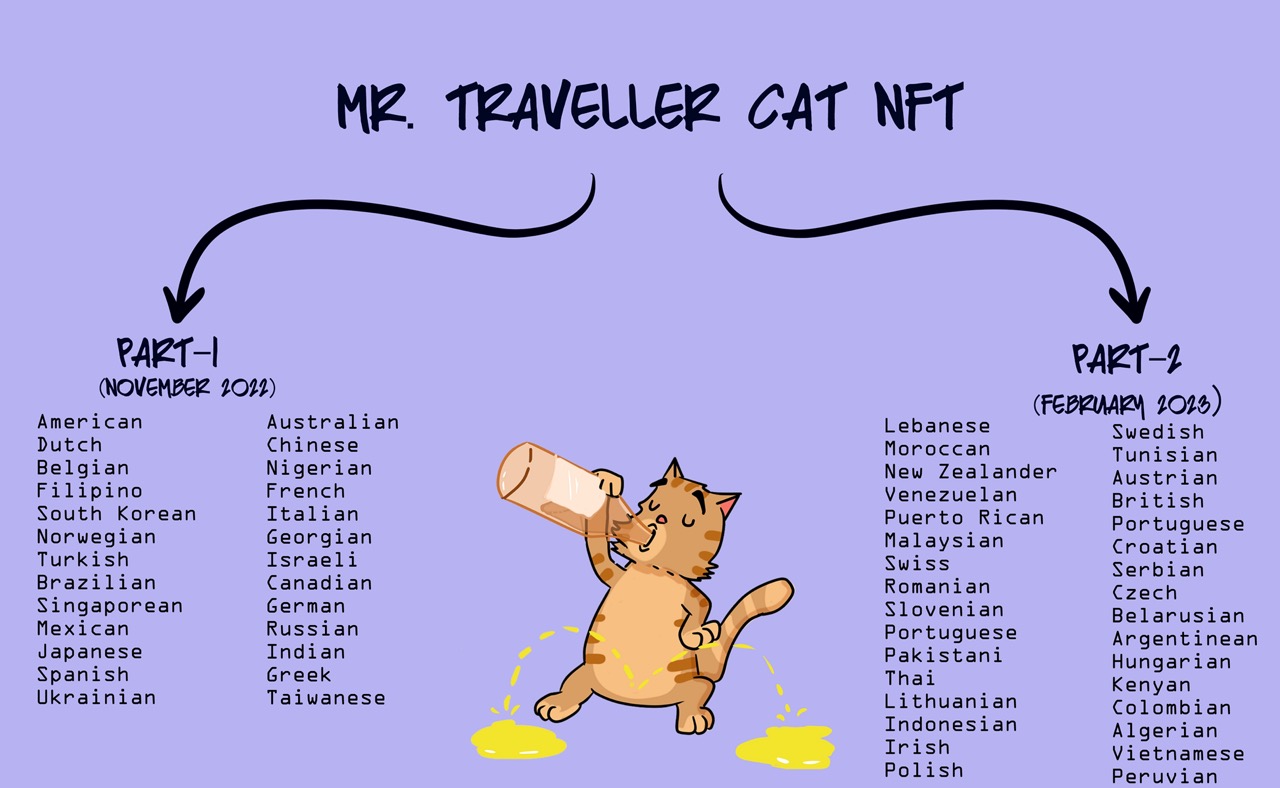 MR. TRAVELLER CAT NFT
PART-1
(NOVEMBER 2022)
American
Dutch
Belgian
Filipino
South Korean
Norwegian
Turkish
Brazilian
Singaporean
Mexican
Japanese
Spanish
Ukrainian
Australian
Chinese
Nigerian
French
Italian
Georgian
Israeli
Canadian
German
Russian
Indian
Greek
Taiwanese
PART-2
(FEBRUARY 2023)
Lebanese
Moroccan
New Zealander
Venezuelan
Puerto Rican
Malaysian
Swiss
Romanian
Slovenian
Portuguese
Pakistani
Thai
Lithuanian
Indonesian
Irish
Polish
Swedish
Tunisian
Austrian
British
Portuguese
Croatian
Serbian
Czech
Belarusian
Argentinean
Hungarian
Kenyan
Colombian
Algerian
Vietnamese
Peruvian